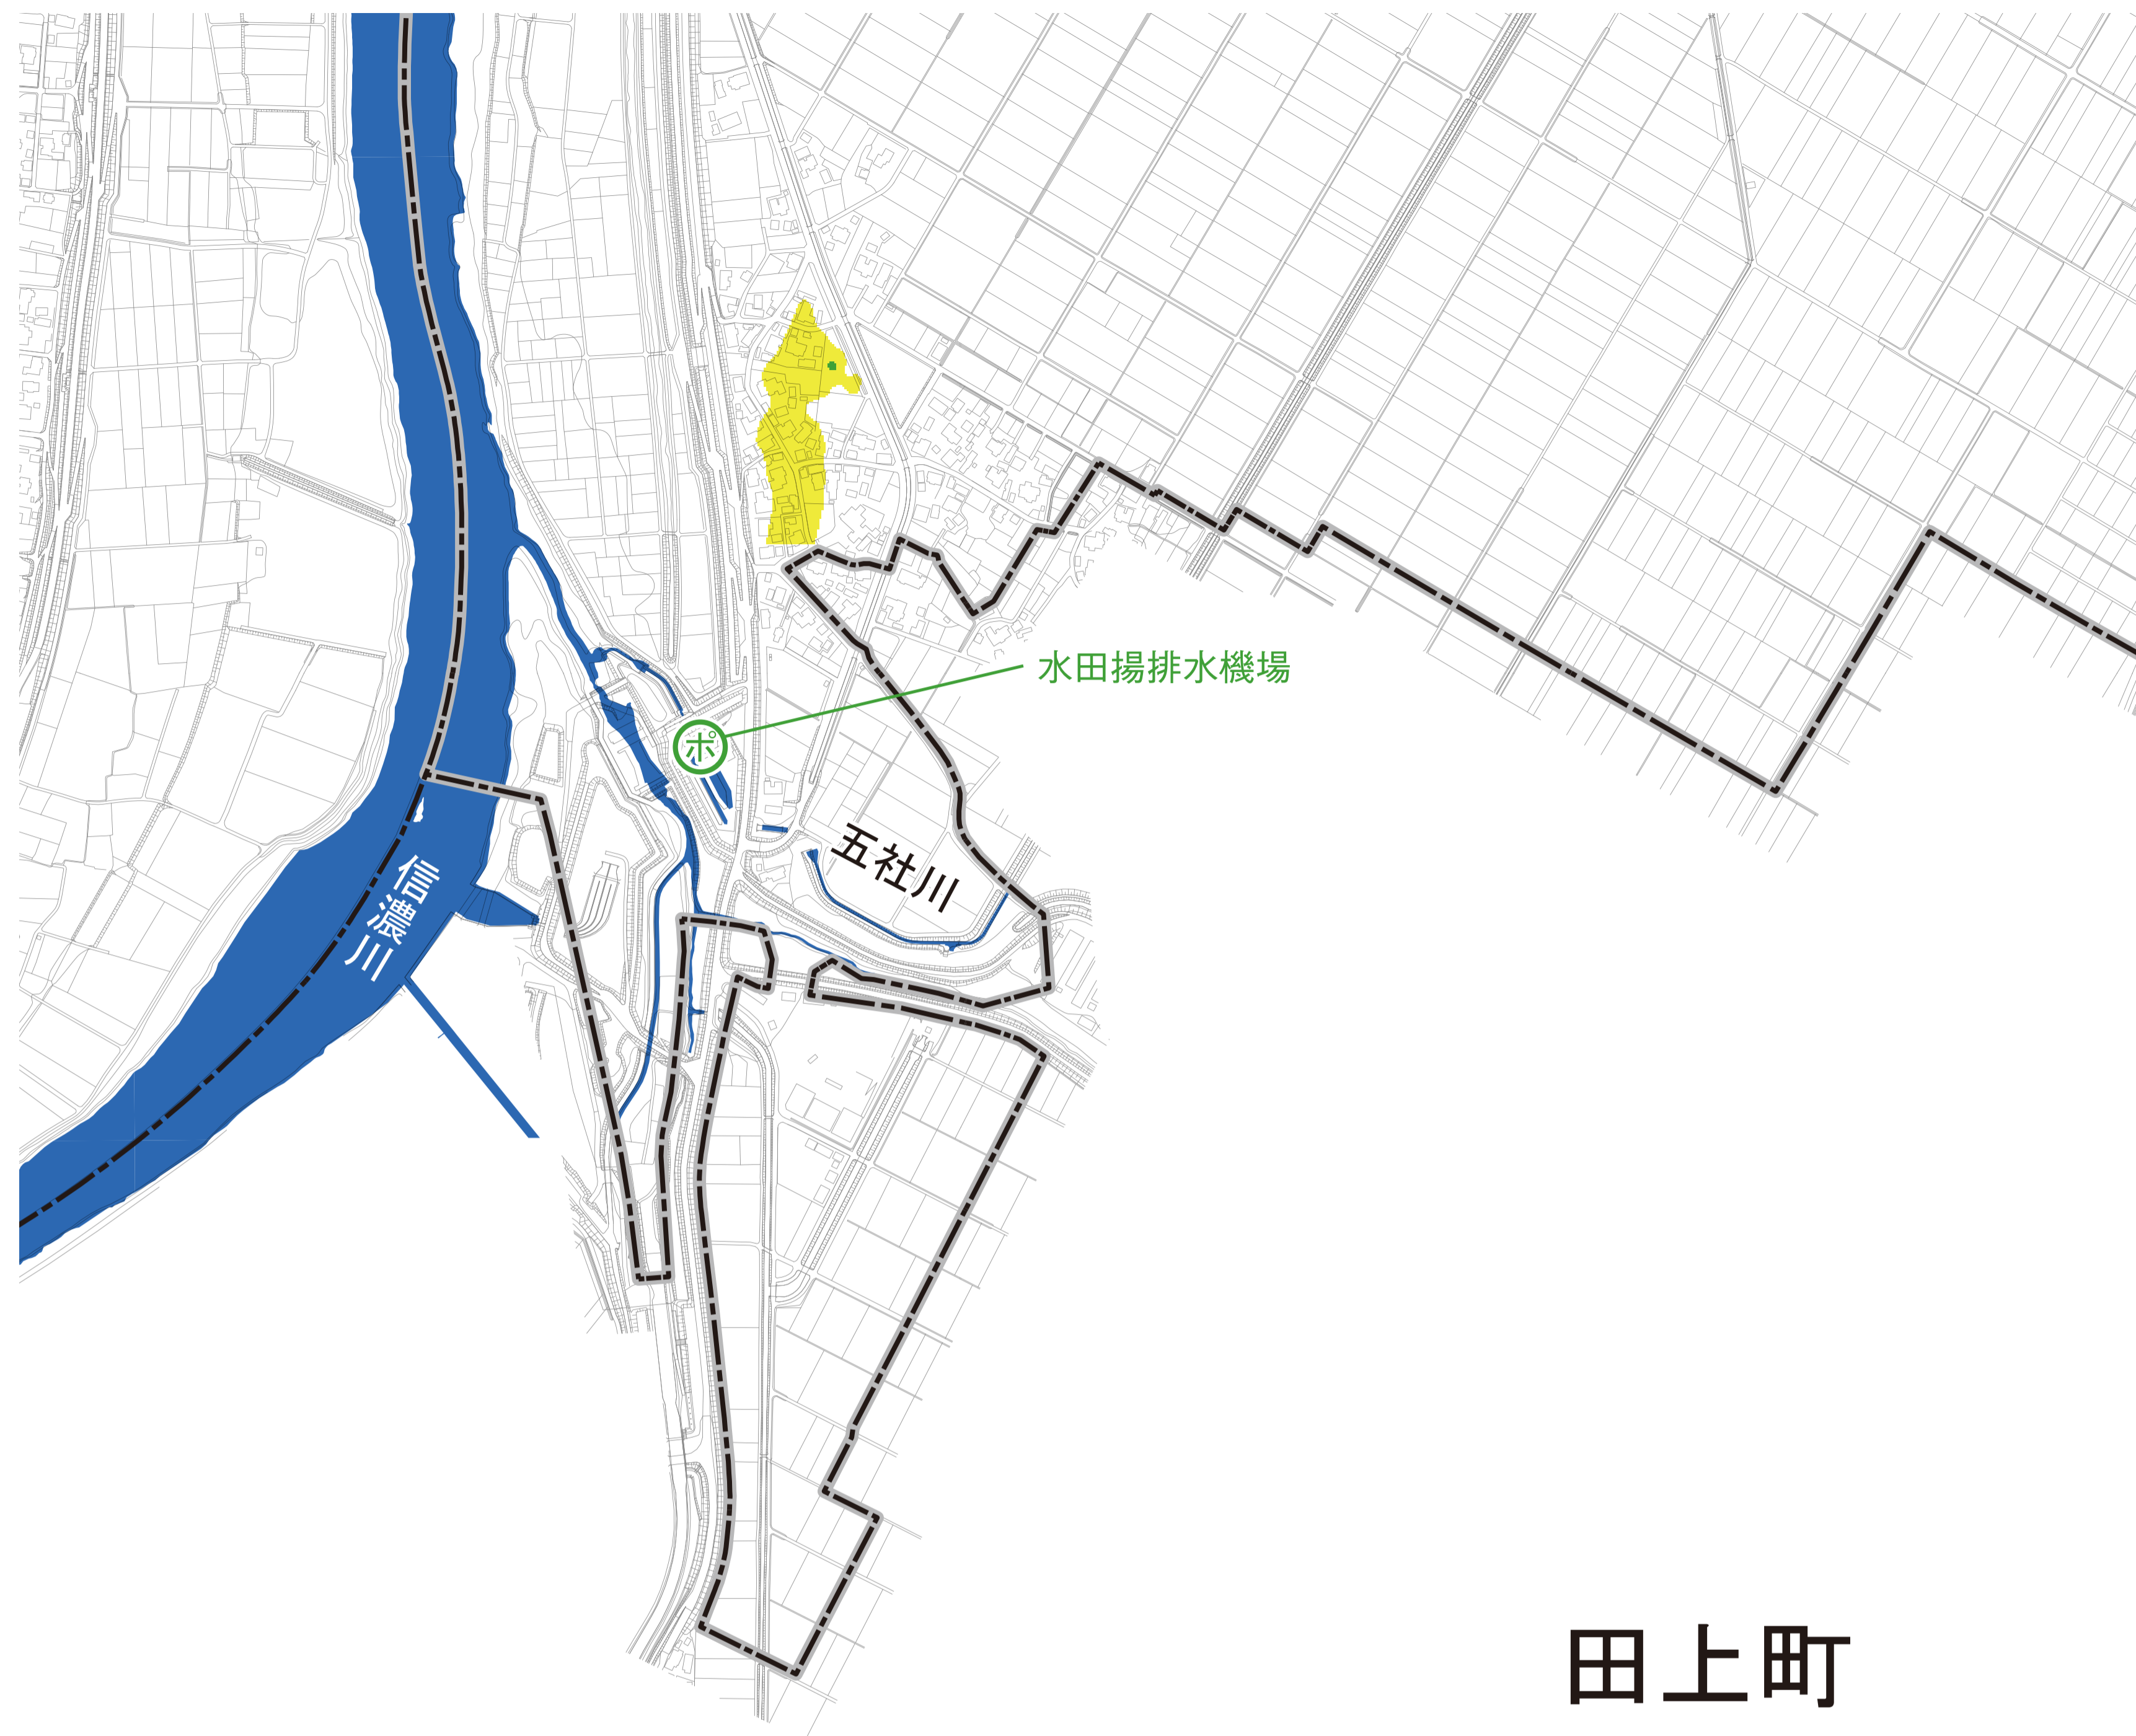 水田揚排水機場
ポ
五社川
信濃川
田上町